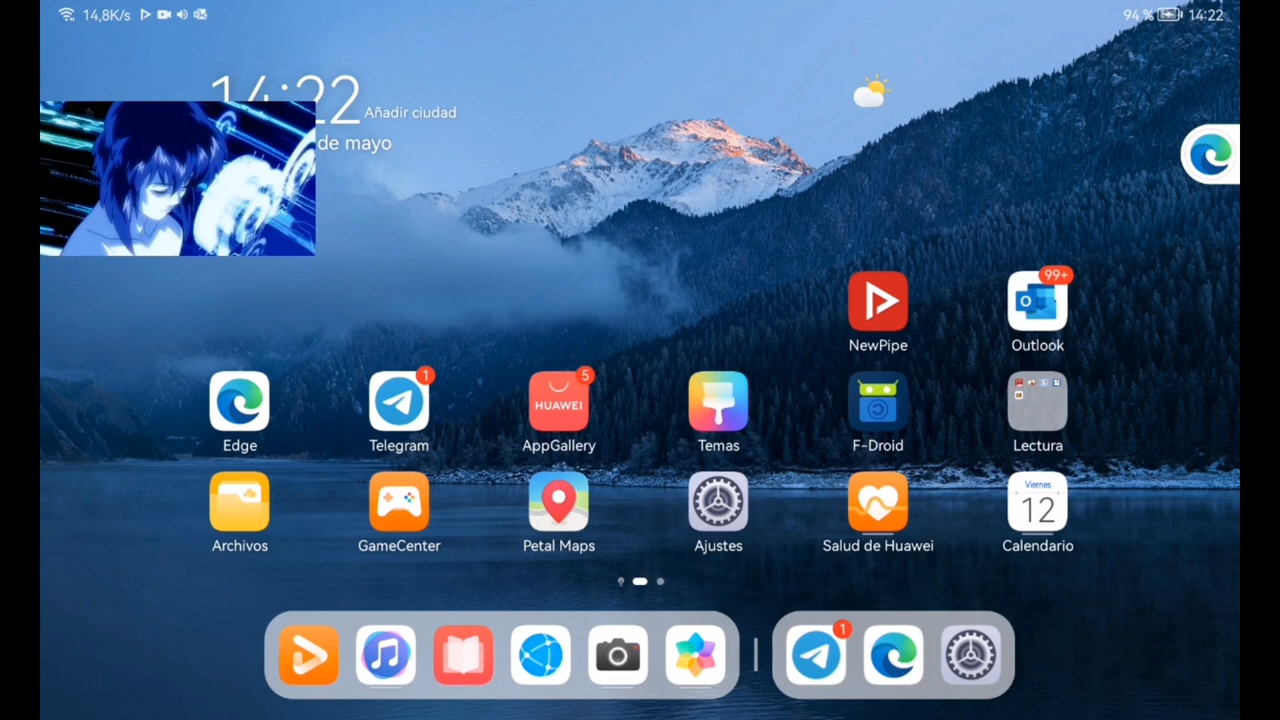 14,8K/s
94 %
14:22
14:22
Añadir ciudad
de mayo
99+
NewPipe
Outlook
1
HUAWEI
5
Edge
Telegram
AppGallery
Temas
F-Droid
Lectura
Viernes
12
Archivos
GameCenter
Petal Maps
Ajustes
Salud de Huawei
Calendario
1